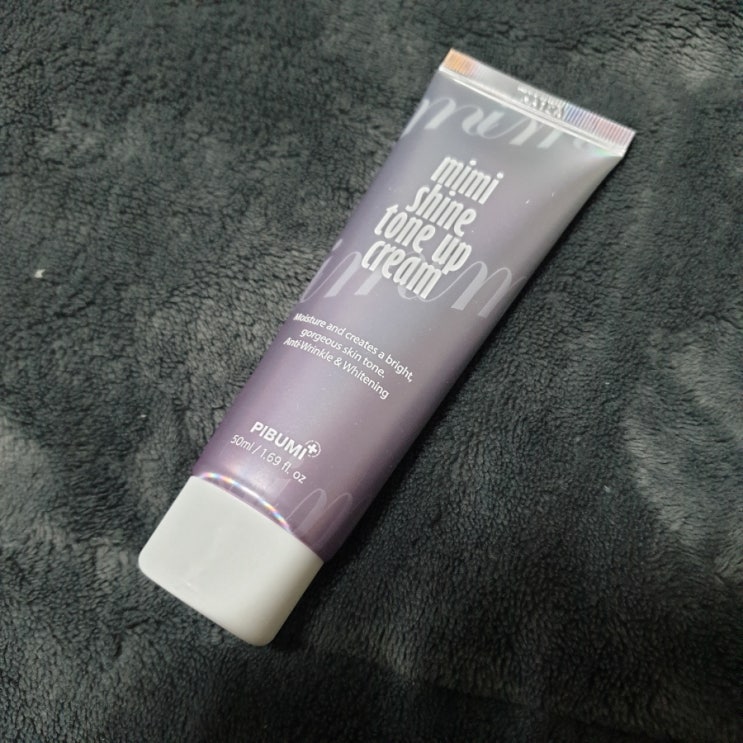 mimi
shine
tone up
cream
Moisture and creates a bright,
gorgeous skin tone.
Anti-Wrinkle & Whitening
PIBUMI+
50ml / 1.69 fl. oz